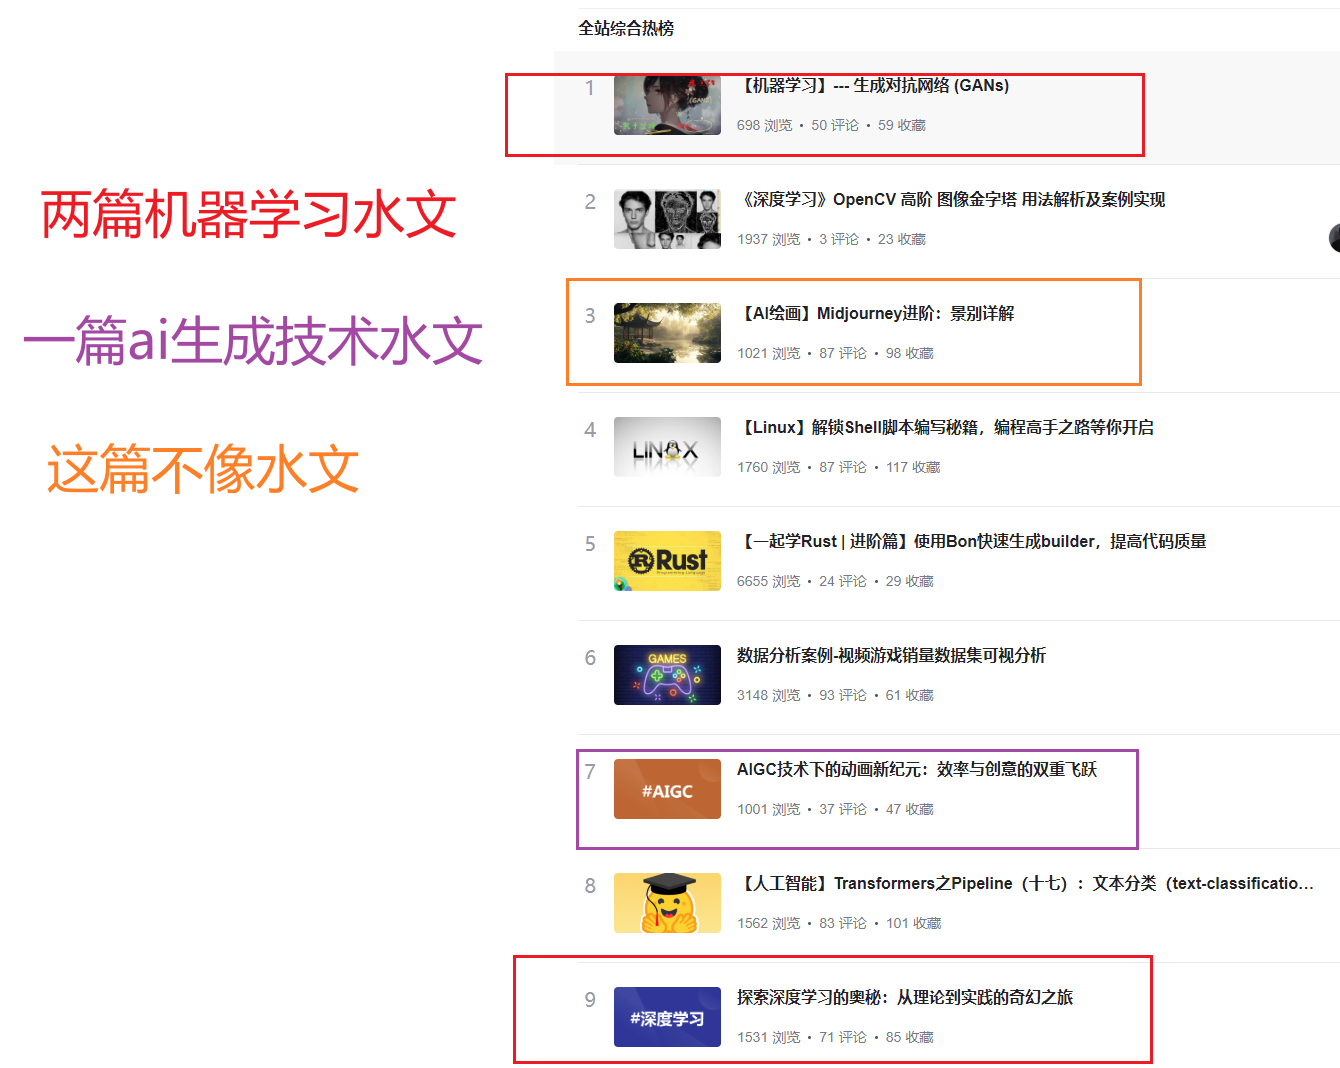 全站综合热榜
1
【机器学习】--- 生成对抗网络 (GANs)
698 浏览 • 50 评论 • 59 收藏
两篇机器学习水文
2
《深度学习》OpenCV 高阶 图像金字塔 用法解析及案例实现
1937 浏览 • 3 评论 • 23 收藏
一篇ai生成技术水文
3
【AI绘画】Midjourney进阶：景别详解
1021 浏览 • 87 评论 • 98 收藏
这篇不像水文
4
LINUX
【Linux】解锁Shell脚本编写秘籍，编程高手之路等你开启
1760 浏览 • 87 评论 • 117 收藏
5
Rust
【一起学Rust | 进阶篇】使用Bon快速生成builder，提高代码质量
6655 浏览 • 24 评论 • 29 收藏
6
GAMES
数据分析案例-视频游戏销量数据集可视分析
3148 浏览 • 93 评论 • 61 收藏
7
#AIGC
AIGC技术下的动画新纪元：效率与创意的双重飞跃
1001 浏览 • 37 评论 • 47 收藏
8
【人工智能】Transformers之Pipeline（十七）：文本分类（text-classificatio...
1562 浏览 • 83 评论 • 101 收藏
9
#深度学习
探索深度学习的奥秘：从理论到实践的奇幻之旅
1531 浏览 • 71 评论 • 85 收藏